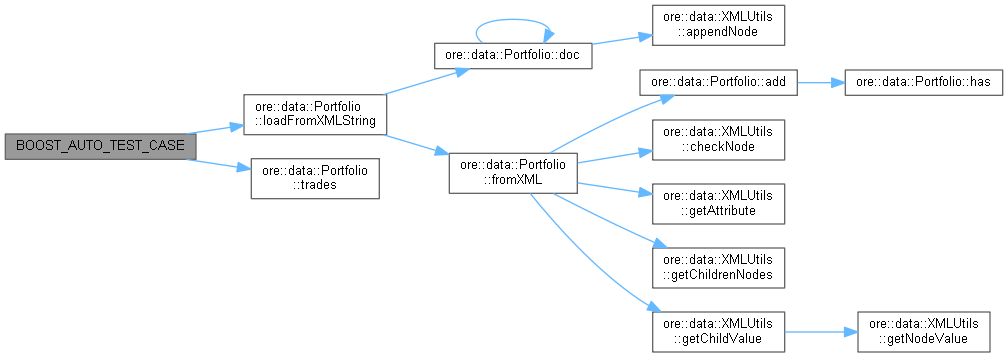 BOOST_AUTO_TEST_CASE
ore::data::Portfolio
::loadFromXMLString
ore::data::Portfolio
::trades
ore::data::Portfolio::doc
ore::data::Portfolio
::fromXML
ore::data::XMLUtils
::appendNode
ore::data::Portfolio::add
ore::data::Portfolio::has
ore::data::XMLUtils
::checkNode
ore::data::XMLUtils
::getAttribute
ore::data::XMLUtils
::getChildrenNodes
ore::data::XMLUtils
::getChildValue
ore::data::XMLUtils
::getNodeValue